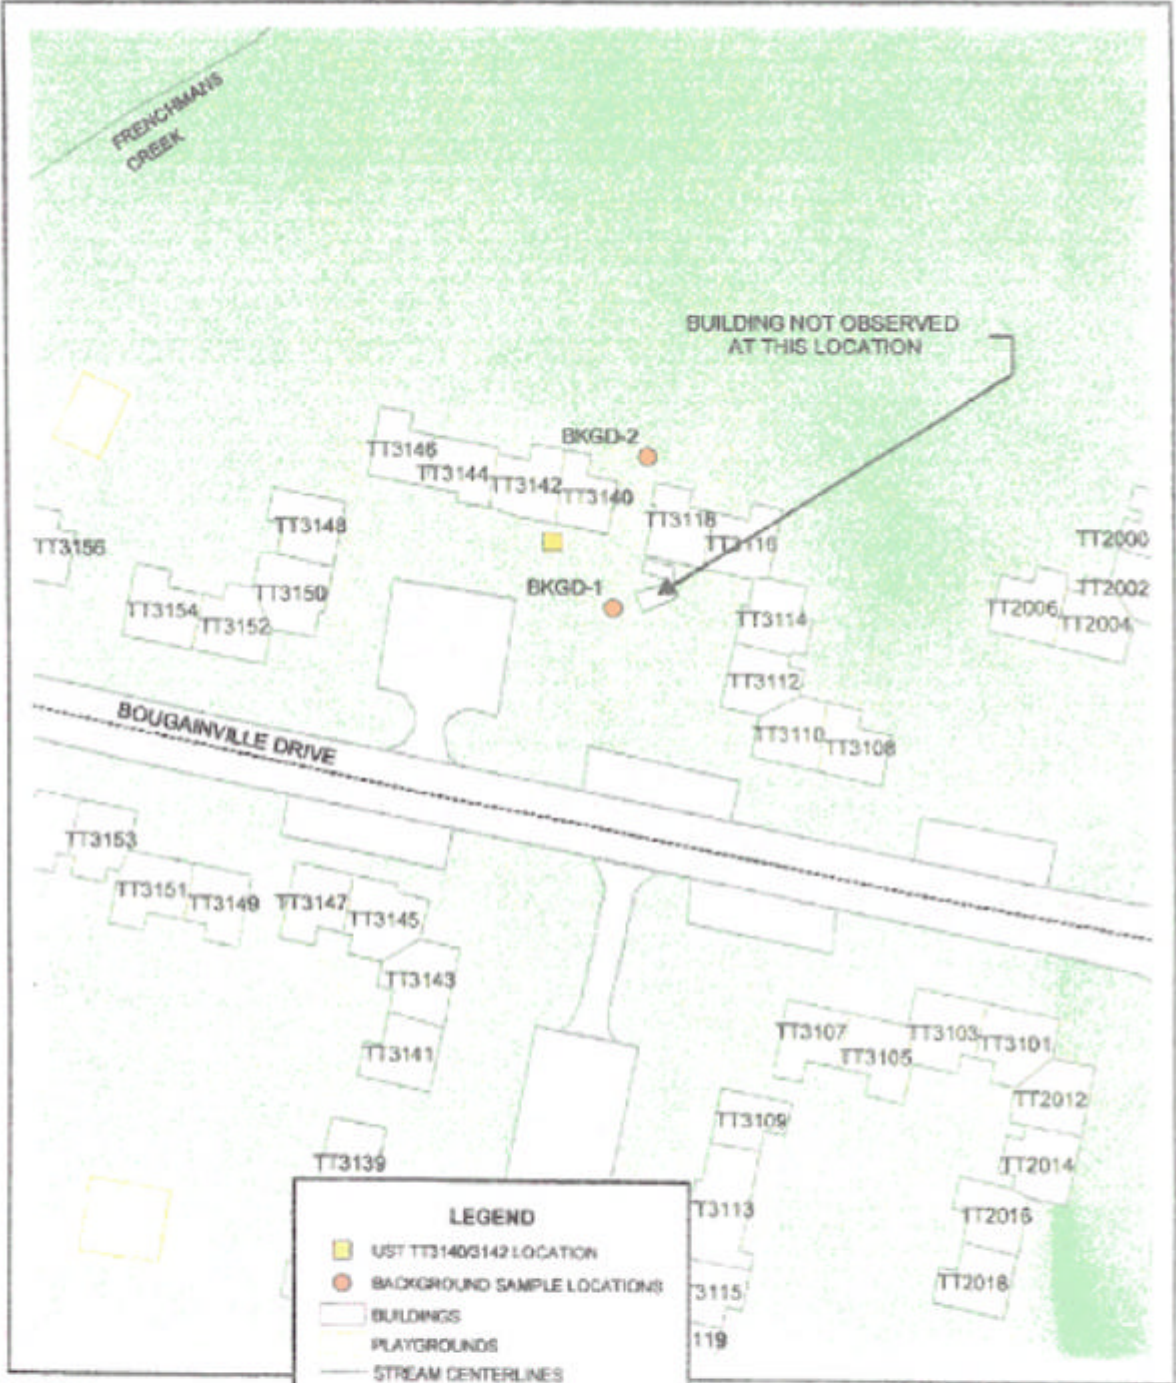 FRENCHMANS
CREEK
BUILDING NOT OBSERVED
AT THIS LOCATION
BKGD-2
TT3146
TT3144
TT3142
TT3140
TT3118
TT3116
TT3148
TT3156
TT2000
TT3150
BKGD-1
TT2002
TT3154
TT3152
TT3114
TT2006
TT2004
TT3112
BOUGAINVILLE DRIVE
TT3110
TT3108
TT3153
TT3151
TT3149
TT3147
TT3145
TT3143
TT3107
TT3103
TT3101
TT3105
TT3141
TT2012
TT3109
TT3139
TT2014
T3113
TT2016
TT2018
3115
119
LEGEND
UST TT3140/3142 LOCATION
BACKGROUND SAMPLE LOCATIONS
BUILDINGS
PLAYGROUNDS
STREAM CENTERLINES